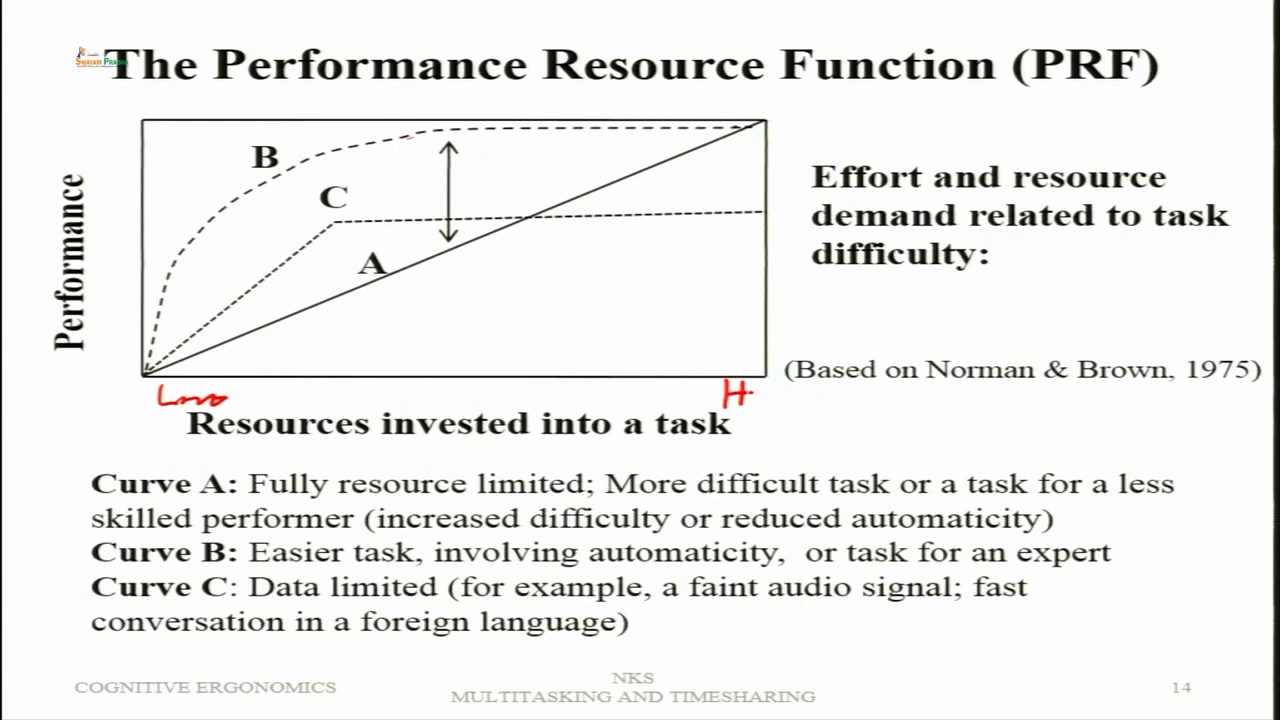 SWAYAM PRABHA
The Performance Resource Function (PRF)
B
C
A
Performance
Effort and resource
demand related to task
difficulty:
(Based on Norman & Brown, 1975)
Low
H
Resources invested into a task
Curve A: Fully resource limited; More difficult task or a task for a less
skilled performer (increased difficulty or reduced automaticity)
Curve B: Easier task, involving automaticity, or task for an expert
Curve C: Data limited (for example, a faint audio signal; fast
conversation in a foreign language)
COGNITIVE ERGONOMICS
NKS
MULTITASKING AND TIMESHARING
14